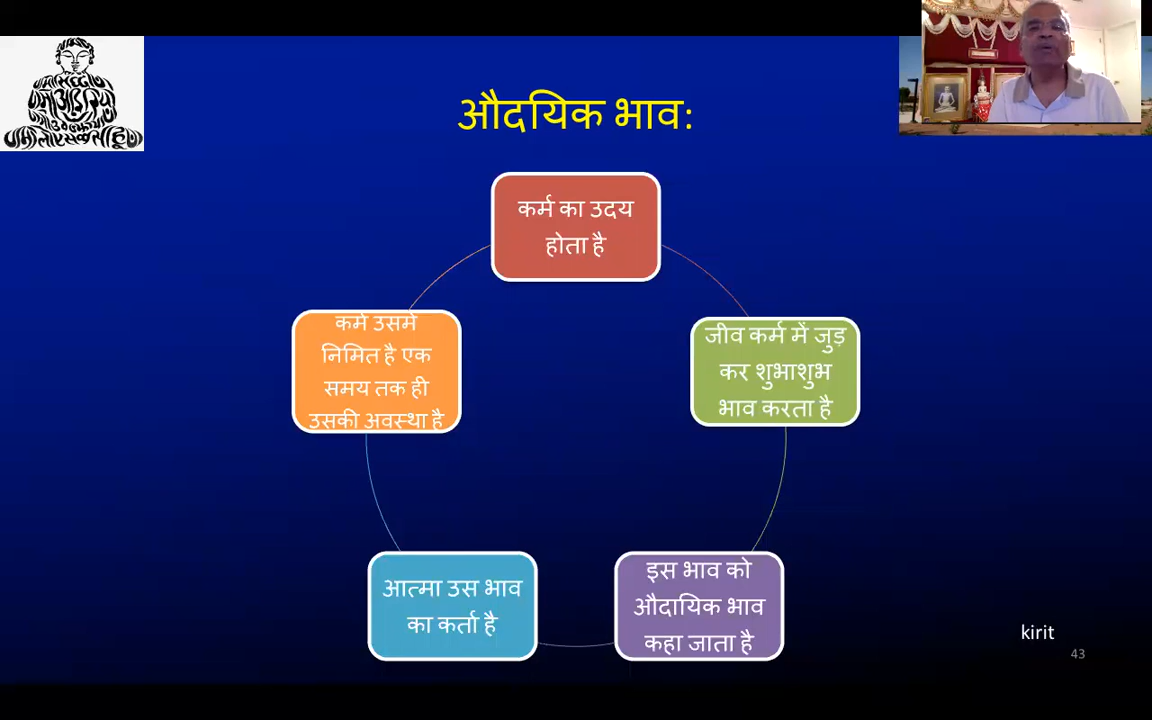 औदयिक भाव:
कर्म का उदय
होता है
जीव कर्म में जुड़
कर शुभाशुभ
भाव करता है
इस भाव को
औदायिक भाव
कहा जाता है
आत्मा उस भाव
का कर्ता है
कर्म उसमें
निमित है एक
समय तक ही
उसकी अवस्था है
kirit
43